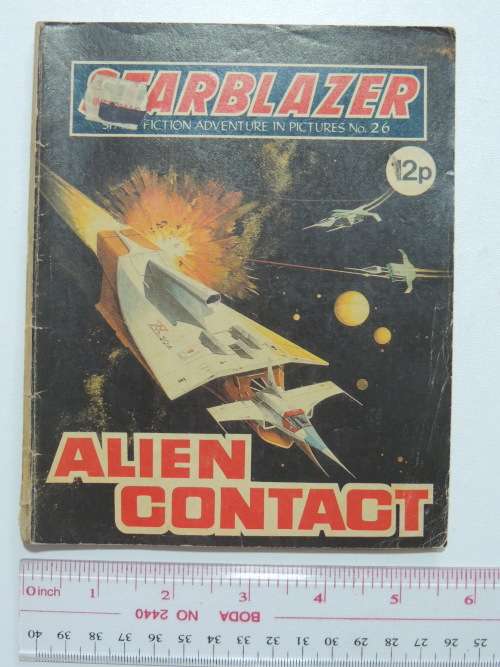 STARBLAZER
SPACE FICTION ADVENTURE IN PICTURES No. 26
12p
ALIEN
CONTACT
0 inch 1 2 3 4 5 6
BODA NO 2440
40 39 38 37 36 35 34 33 32 31 30 29 28 27 26 25